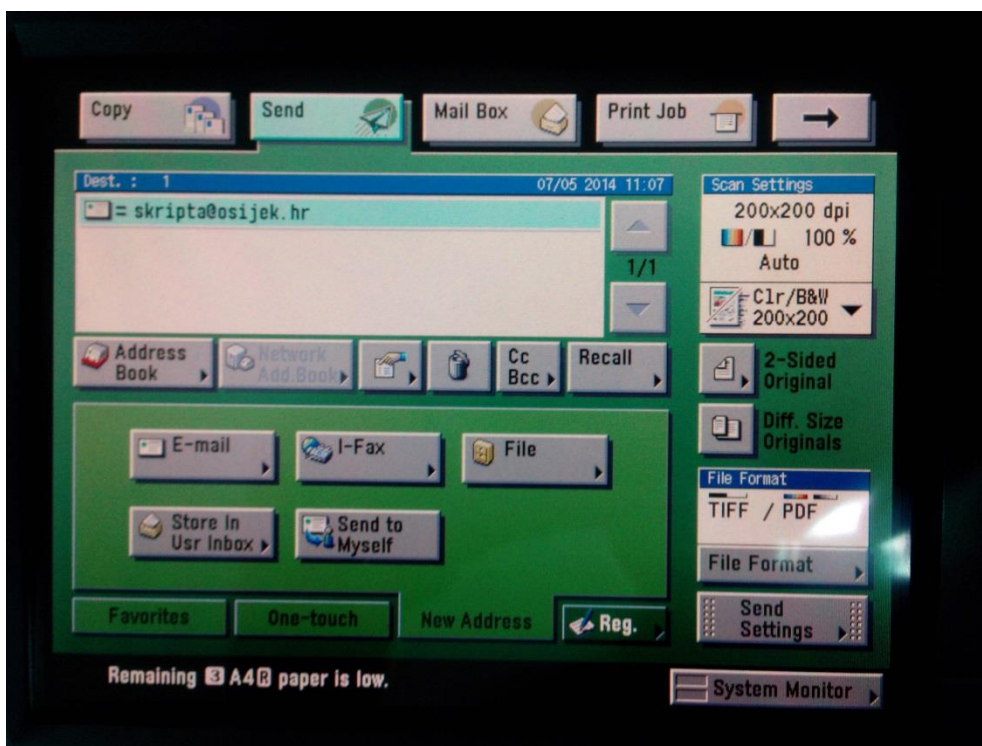 Copy
Send
Mail Box
Print Job
Dest. : 1
07/05 2014 11:07
= skripta@osijek.hr
1/1
Scan Settings
200x200 dpi
/ 100 %
Auto
Clr/B&W
200x200
Address
Book
Network
Add.Book
Cc
Bcc
Recall
2-Sided
Original
Diff. Size
Originals
E-mail
I-Fax
File
Store In
Usr Inbox
Send to
Myself
File Format
TIFF / PDF
File Format
Favorites
One-touch
New Address
Reg.
Send
Settings
Remaining 3 A4R paper is low.
System Monitor